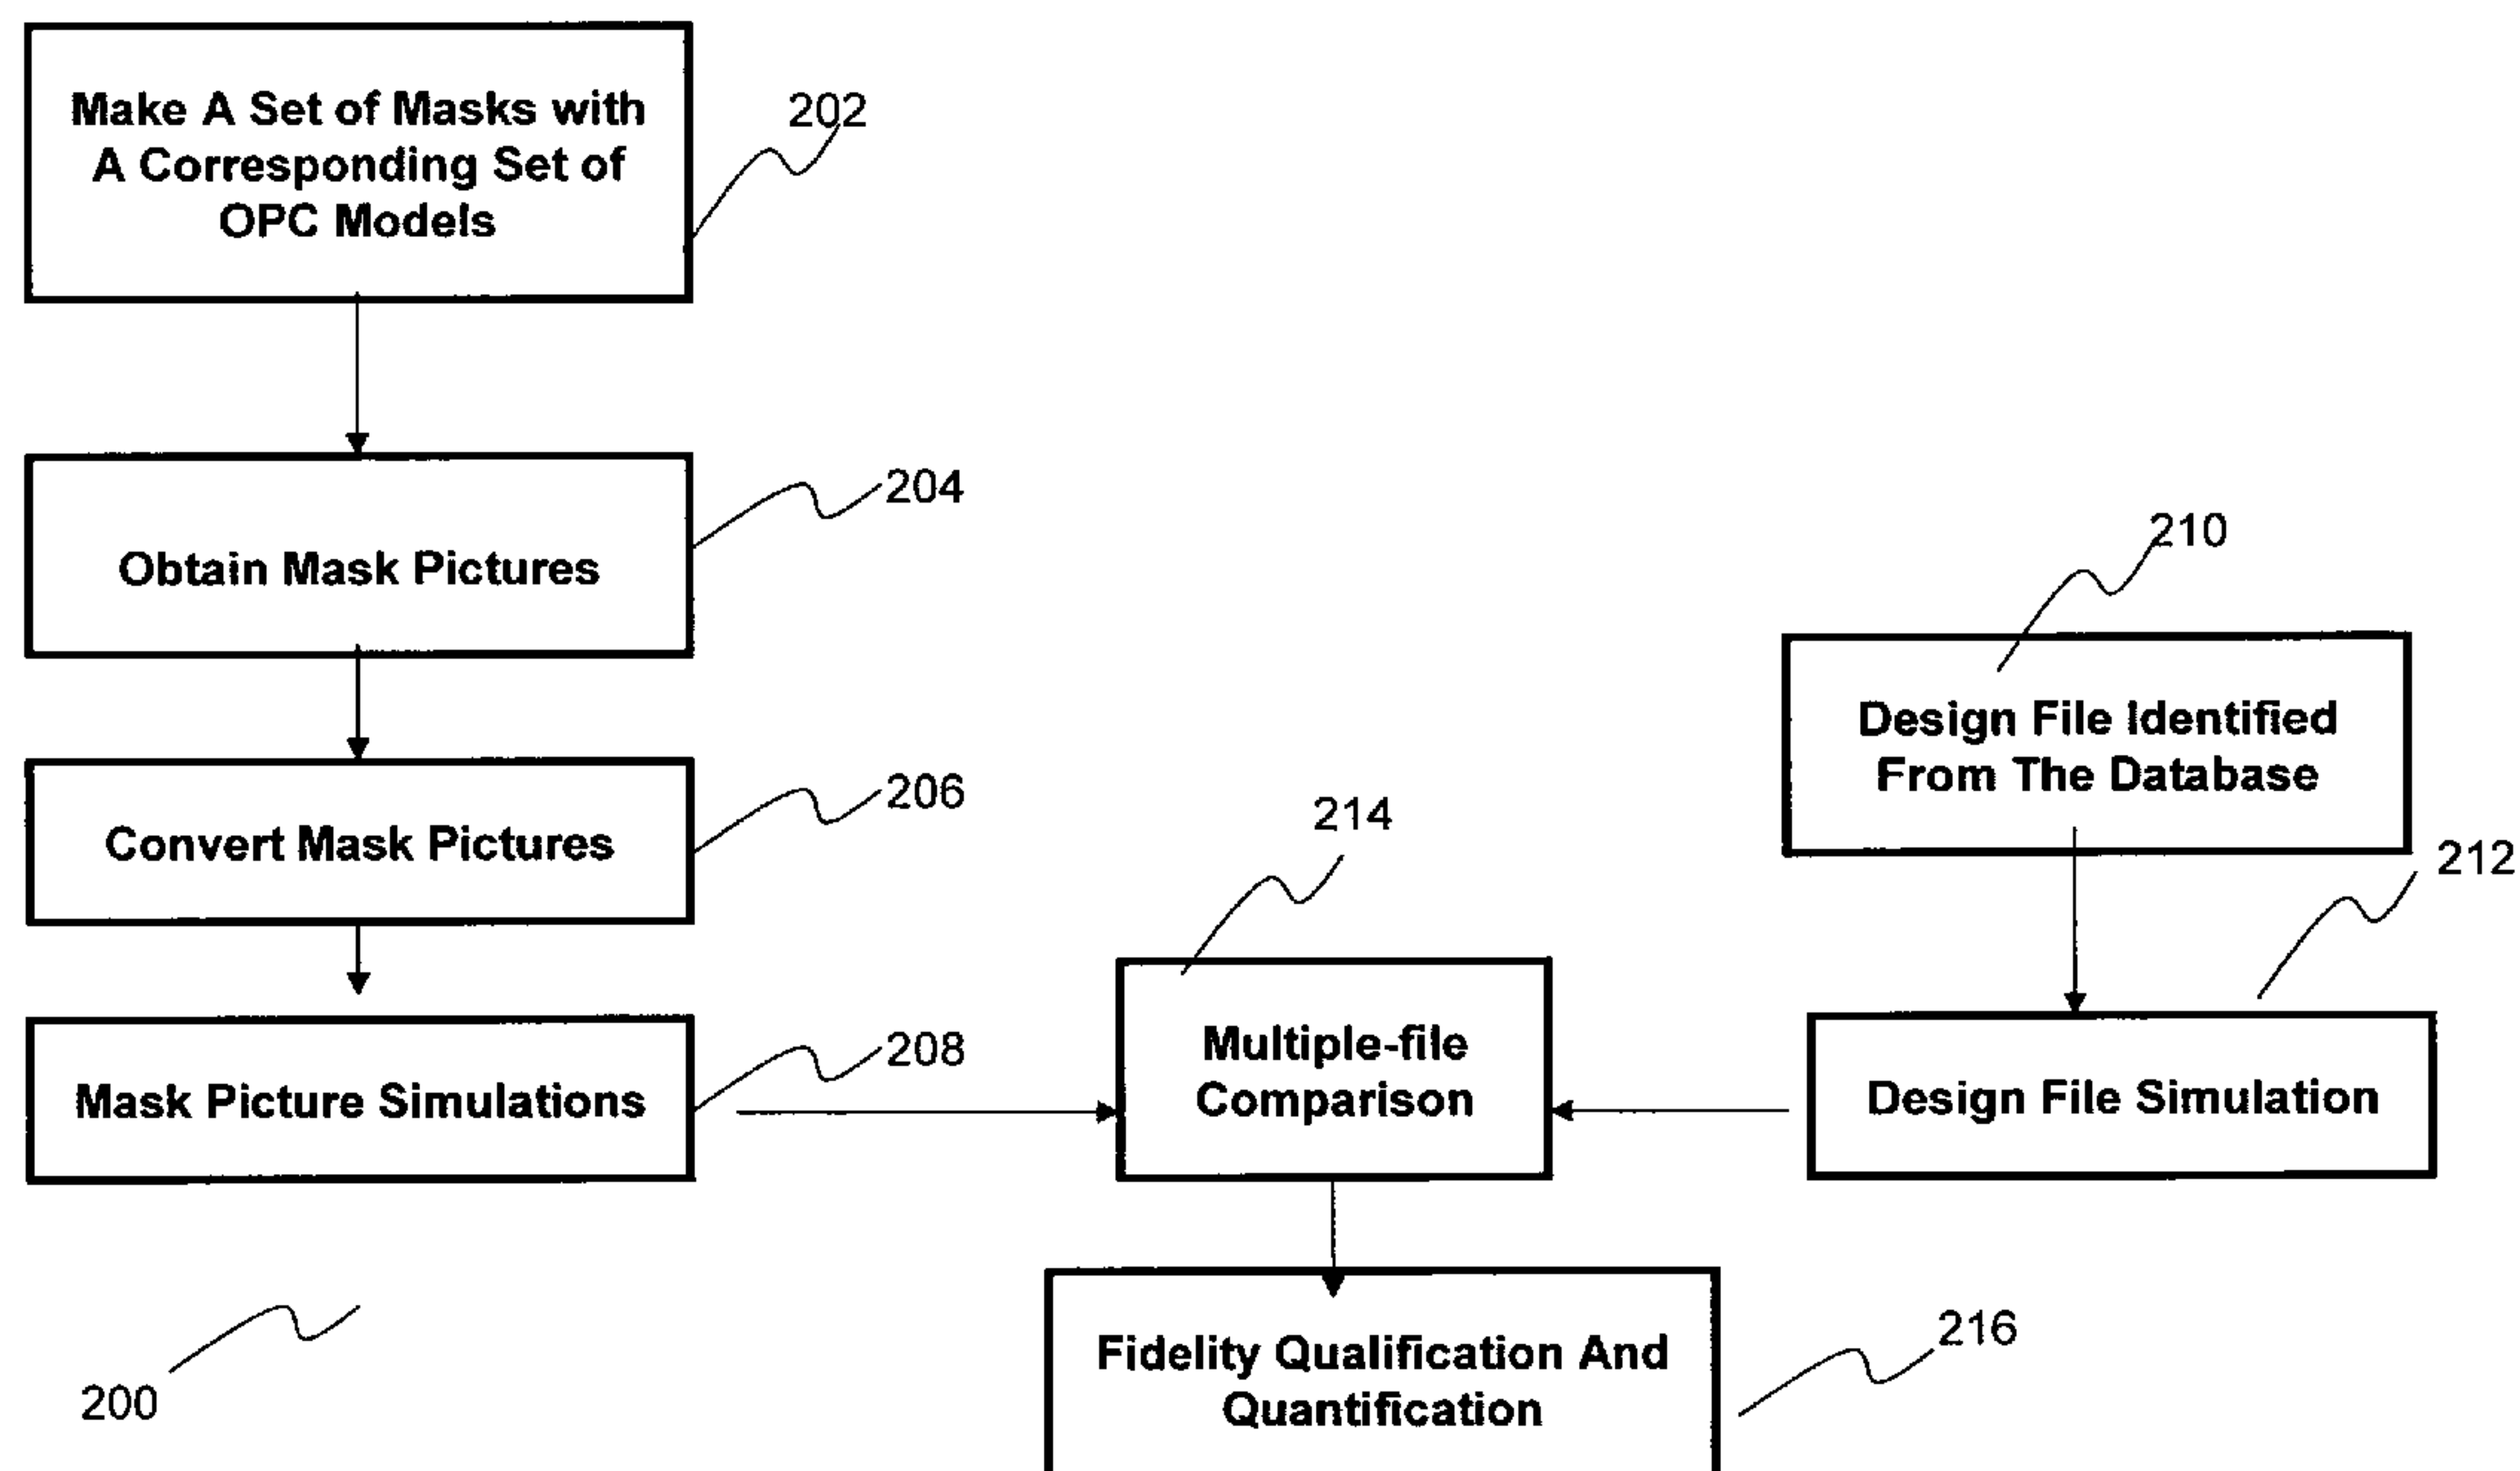 Make A Set of Masks with
A Corresponding Set of
OPC Models
202
Obtain Mask Pictures
204
Convert Mask Pictures
206
Mask Picture Simulations
208
Design File Identified
From The Database
210
Design File Simulation
212
Multiple-file
Comparison
214
Fidelity Qualification And
Quantification
216
200